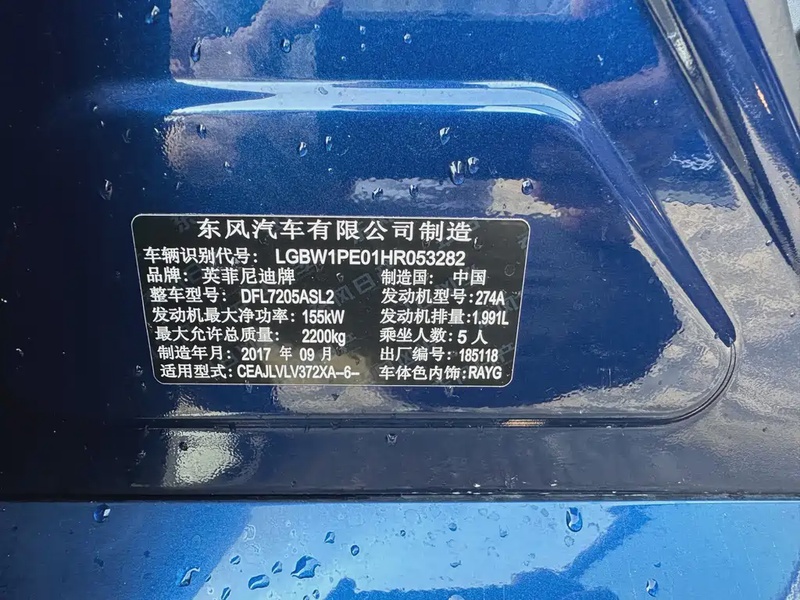 东风汽车有限公司制造
车辆识别代号: LGBW1PE01HR053282
品牌: 英菲尼迪牌 制造国: 中国
整车型号: DFL7205ASL2 发动机型号: 274A
发动机最大净功率: 155kW 发动机排量: 1.991L
最大允许总质量: 2200kg 乘坐人数: 5 人
制造年月: 2017 年 09 月 出厂编号: 185118
适用型式: CEAJLVLV372XA-6- 车体色内饰: RAYG